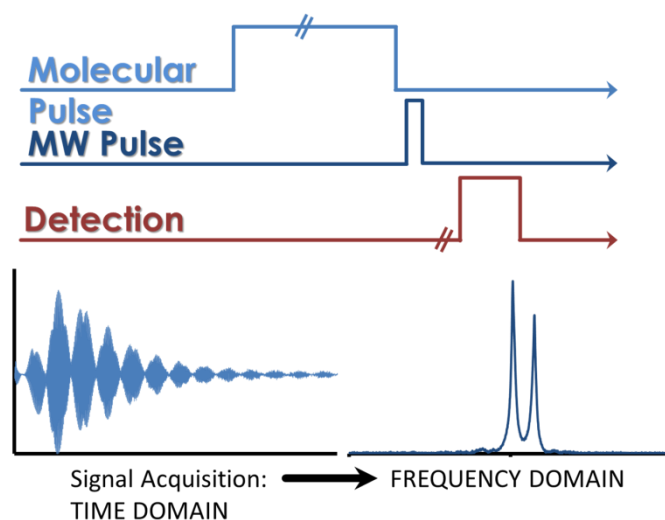 Molecular
Pulse
MW Pulse
Detection
Signal Acquisition:
TIME DOMAIN
FREQUENCY DOMAIN